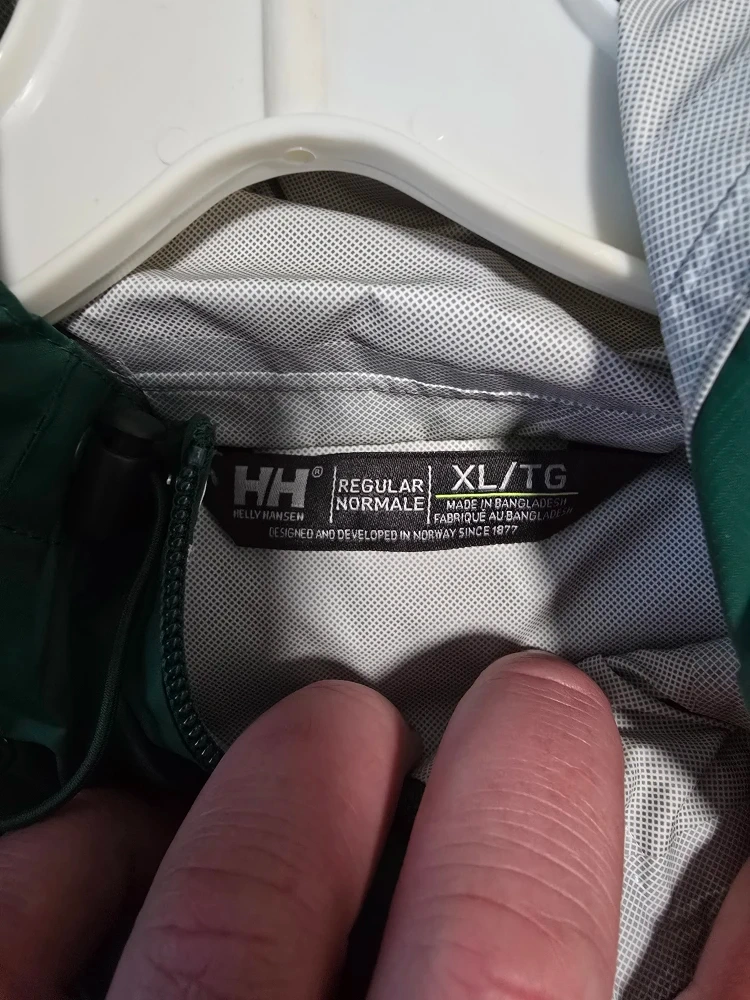 HH®
HELLY HANSEN
REGULAR
NORMALE
XL/TG
MADE IN BANGLADESH
FABRIQUÉ AU BANGLADESH
DESIGNED AND DEVELOPED IN NORWAY SINCE 1877